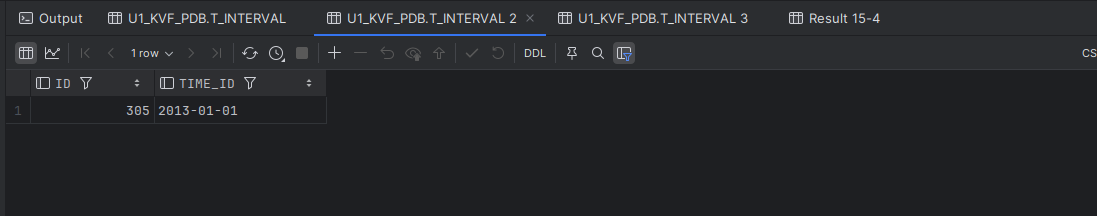 Output U1_KVF_PDB.T_INTERVAL U1_KVF_PDB.T_INTERVAL 2 U1_KVF_PDB.T_INTERVAL 3 Result 15-4
1 row DDL CS
ID TIME_ID
1 305 2013-01-01